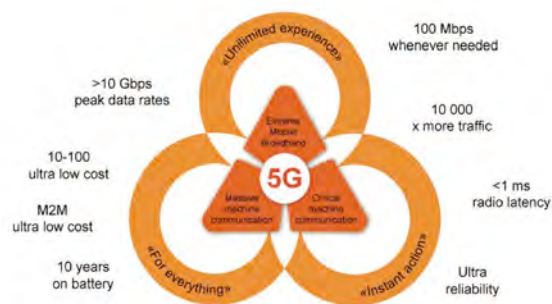 «Unlimited experience»
100 Mbps
whenever needed
>10 Gbps
peak data rates
10 000
x more traffic
Extreme
Mobile
Broadband
5G
10-100
ultra low cost
Massive
machine
communication
Critical
machine
communication
<1 ms
radio latency
M2M
ultra low cost
10 years
on battery
«For everything»
«Instant action»
Ultra
reliability